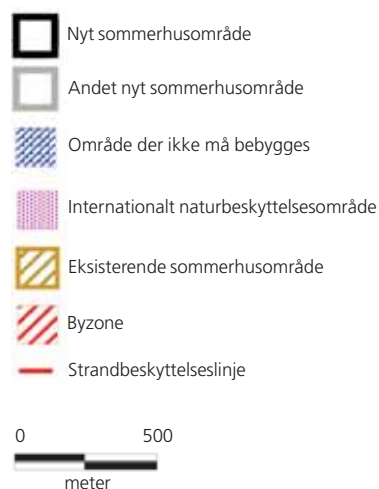 Nyt sommerhusområde
Andet nyt sommerhusområde
Område der ikke må bebygges
Internationalt naturbeskyttelsesområde
Eksisterende sommerhusområde
Byzone
Strandbeskyttelseslinje
0 500
meter